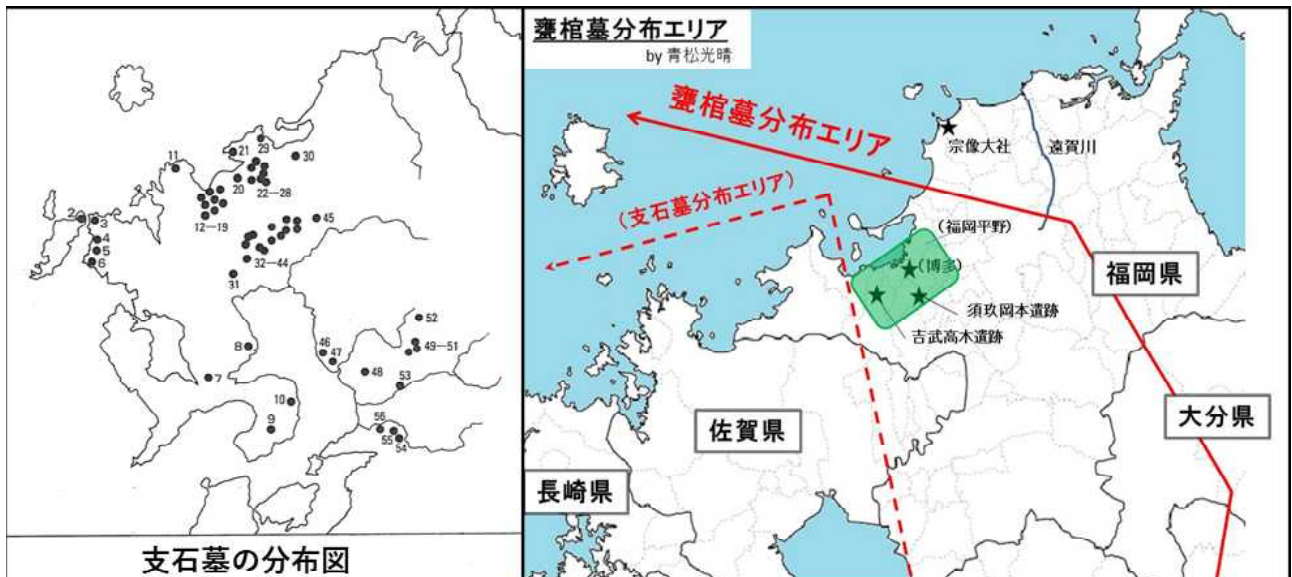 29
21
30
11
20
22―28
2
3
12―19
45
4
5
6
32―44
31
52
8
46
47
49―51
48
7
53
10
9
56
55
54
支石墓の分布図
甕棺墓分布エリア
by 青松光晴
甕棺墓分布エリア
宗像大社
遠賀川
(支石墓分布エリア)
(福岡平野)
(博多)
福岡県
須玖岡本遺跡
吉武高木遺跡
大分県
佐賀県
長崎県